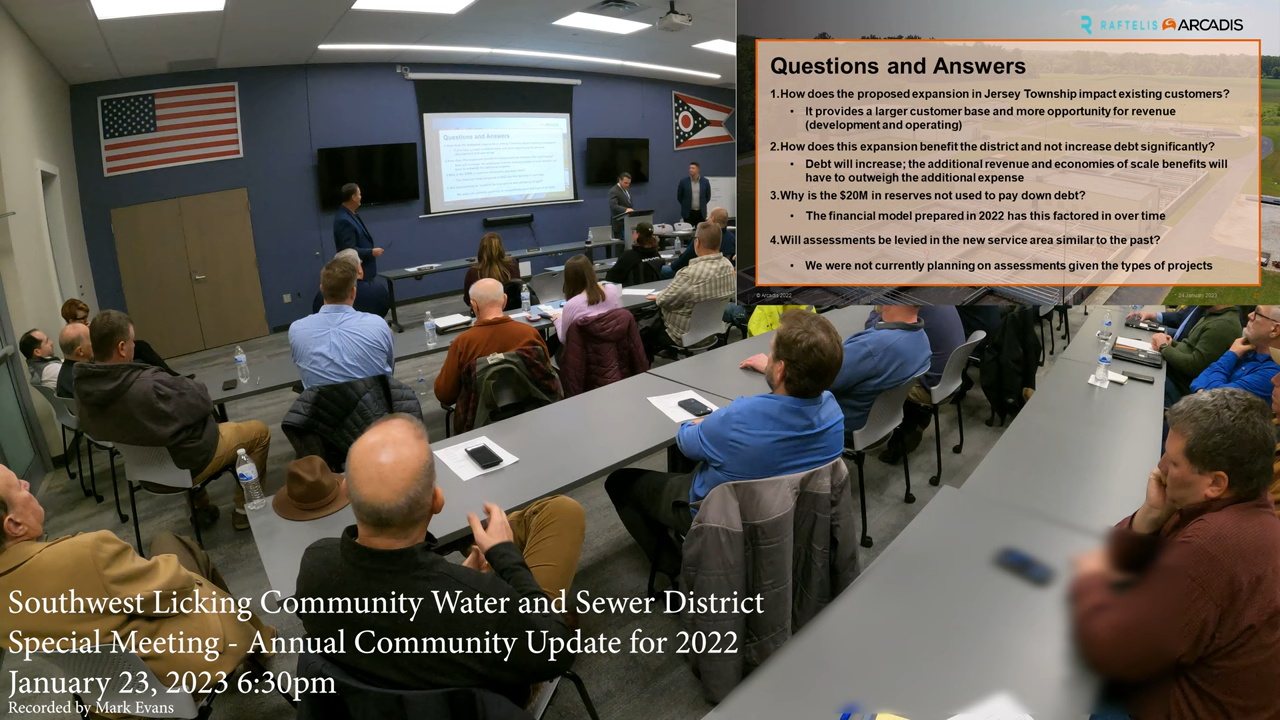 RAFTELIS ARCADIS
Questions and Answers
1.How does the proposed expansion in Jersey Township impact existing customers?
• It provides a larger customer base and more opportunity for revenue
(development and operating)
2.How does this expansion benefit the district and not increase debt significantly?
• Debt will increase; the additional revenue and economies of scale benefits will
have to outweigh the additional expense
3.Why is the $20M in reserves not used to pay down debt?
• The financial model prepared in 2022 has this factored in over time
4.Will assessments be levied in the new service area similar to the past?
• We were not currently planning on assessments given the types of projects
© Arcadis 2022
24 January 2023
Questions and Answers
Southwest Licking Community Water and Sewer District
Special Meeting - Annual Community Update for 2022
January 23, 2023 6:30pm
Recorded by Mark Evans